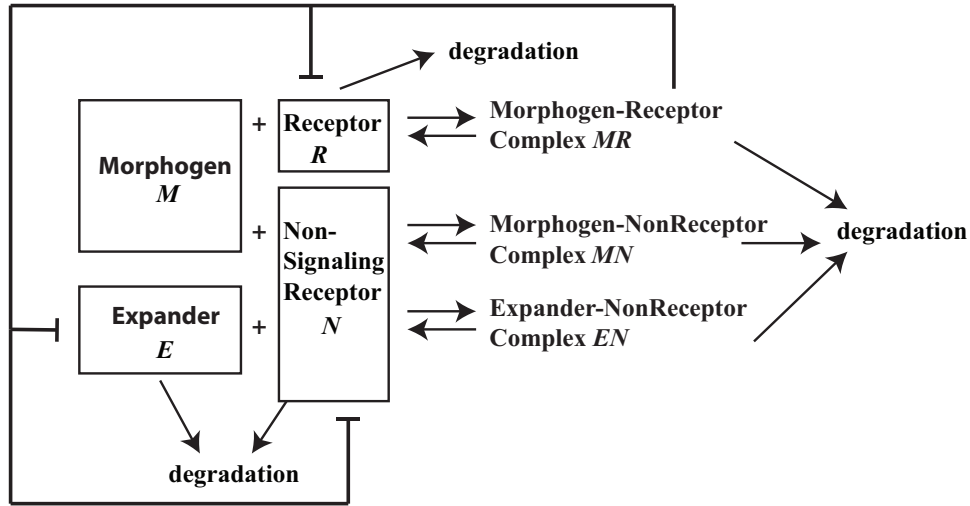 degradation
Morphogen
M
+
Receptor
R
Morphogen-Receptor
Complex MR
+
Non-
Signaling
Receptor
N
Morphogen-NonReceptor
Complex MN
degradation
Expander
E
+
Expander-NonReceptor
Complex EN
degradation